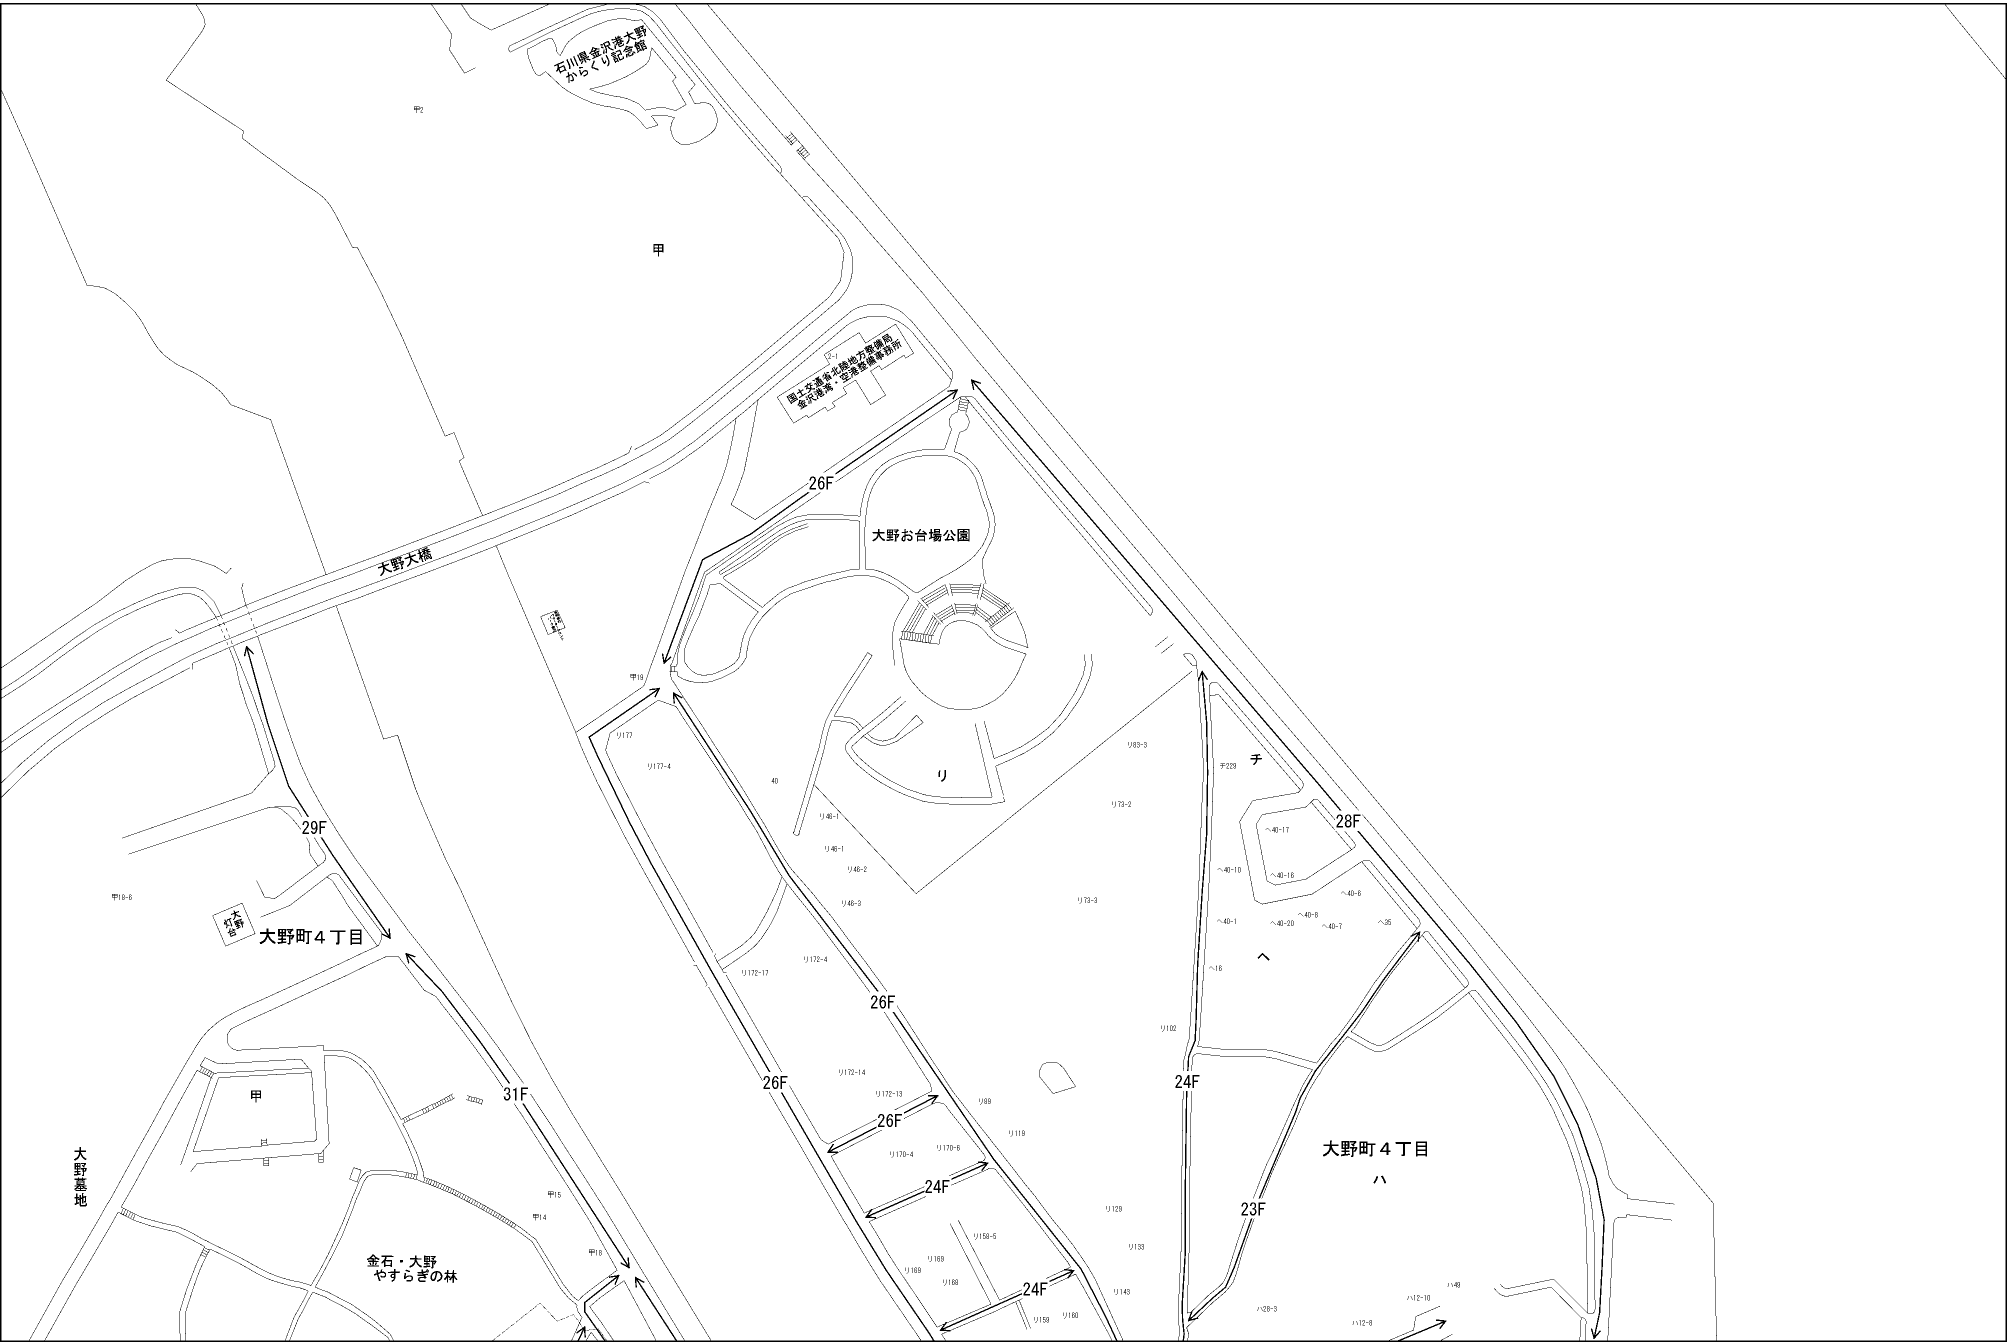 石川県金沢港大野
からくり記念館
甲2
甲
2-1
国土交通省北陸地方整備局
金沢港湾・空港整備事務所
26F
大野お台場公園
大野大橋
甲19
リ177
リ177-4
40
リ
リ83-3
リ73-2
チ
チ229
28F
29F
リ46-1
リ46-1
リ46-2
リ46-3
リ73-3
ヘ40-17
ヘ40-10
ヘ40-16
ヘ40-6
ヘ40-8
ヘ40-1
ヘ40-20
ヘ40-7
ヘ35
ヘ
ヘ16
甲18-6
大野
灯台
大野町4丁目
リ172-4
リ172-17
26F
リ102
リ172-14
26F
リ172-13
24F
31F
甲
26F
リ89
リ119
リ170-4
リ170-6
24F
大野町4丁目
ハ
大野墓地
甲15
甲14
甲18
23F
リ129
リ133
リ158-5
リ169
リ169
リ168
24F
リ143
リ159
リ160
金石・大野
やすらぎの林
ハ49
ハ12-10
ハ28-3
ハ12-8